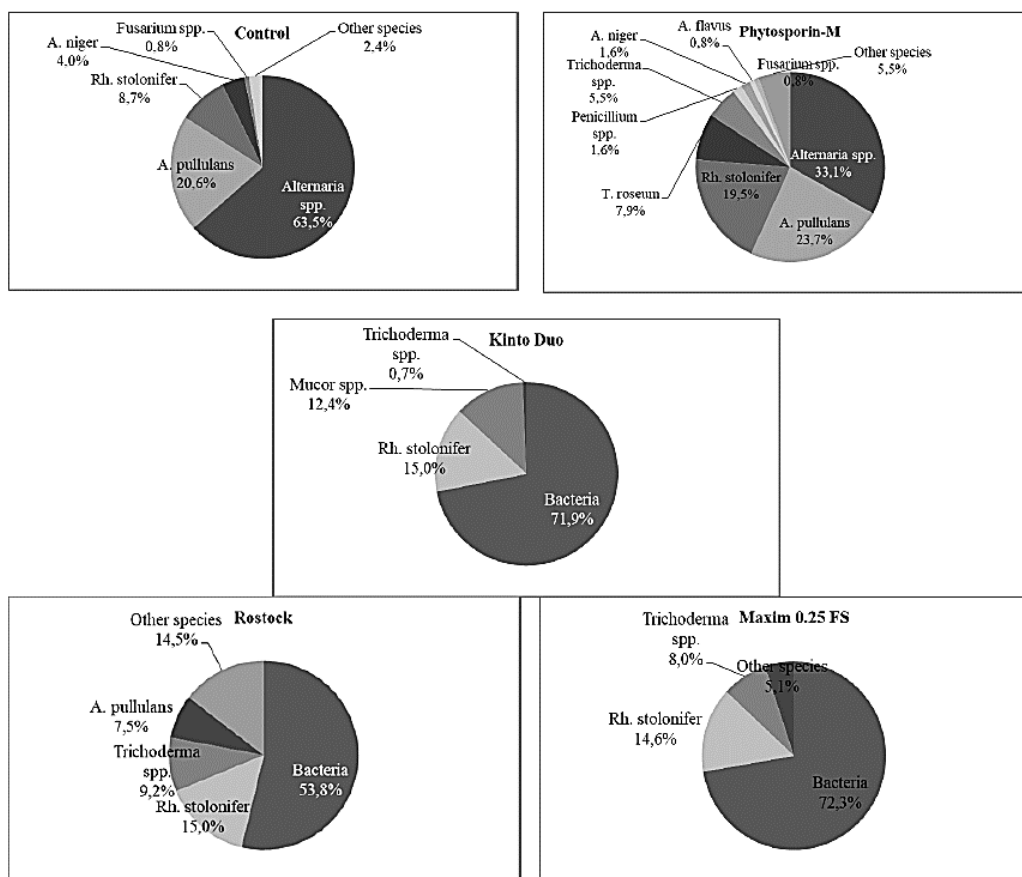 Control
Fusarium spp.
0.8%
Other species
2.4%
A. niger
4.0%
Rh. stolonifer
8,7%
A. pullulans
20,6%
Alternaria
spp.
63,5%
Phytosporin-M
A. niger
1.6%
A. flavus
0.8%
Other species
5,5%
Fusarium spp.
0,8%
Trichoderma
spp.
5,5%
Penicillium
spp.
1.6%
T. roseum
7,9%
Rh. stolonifer
19,5%
A. pullulans
23,7%
Alternaria spp.
33,1%
Kinto Duo
Trichoderma
spp.
0,7%
Mucor spp.
12,4%
Rh. stolonifer
15,0%
Bacteria
71,9%
Rostock
Other species
14,5%
A. pullulans
7,5%
Trichoderma
spp.
9,2%
Rh. stolonifer
15,0%
Bacteria
53,8%
Maxim 0.25 FS
Trichoderma
spp.
8,0%
Other species
5,1%
Rh. stolonifer
14,6%
Bacteria
72,3%